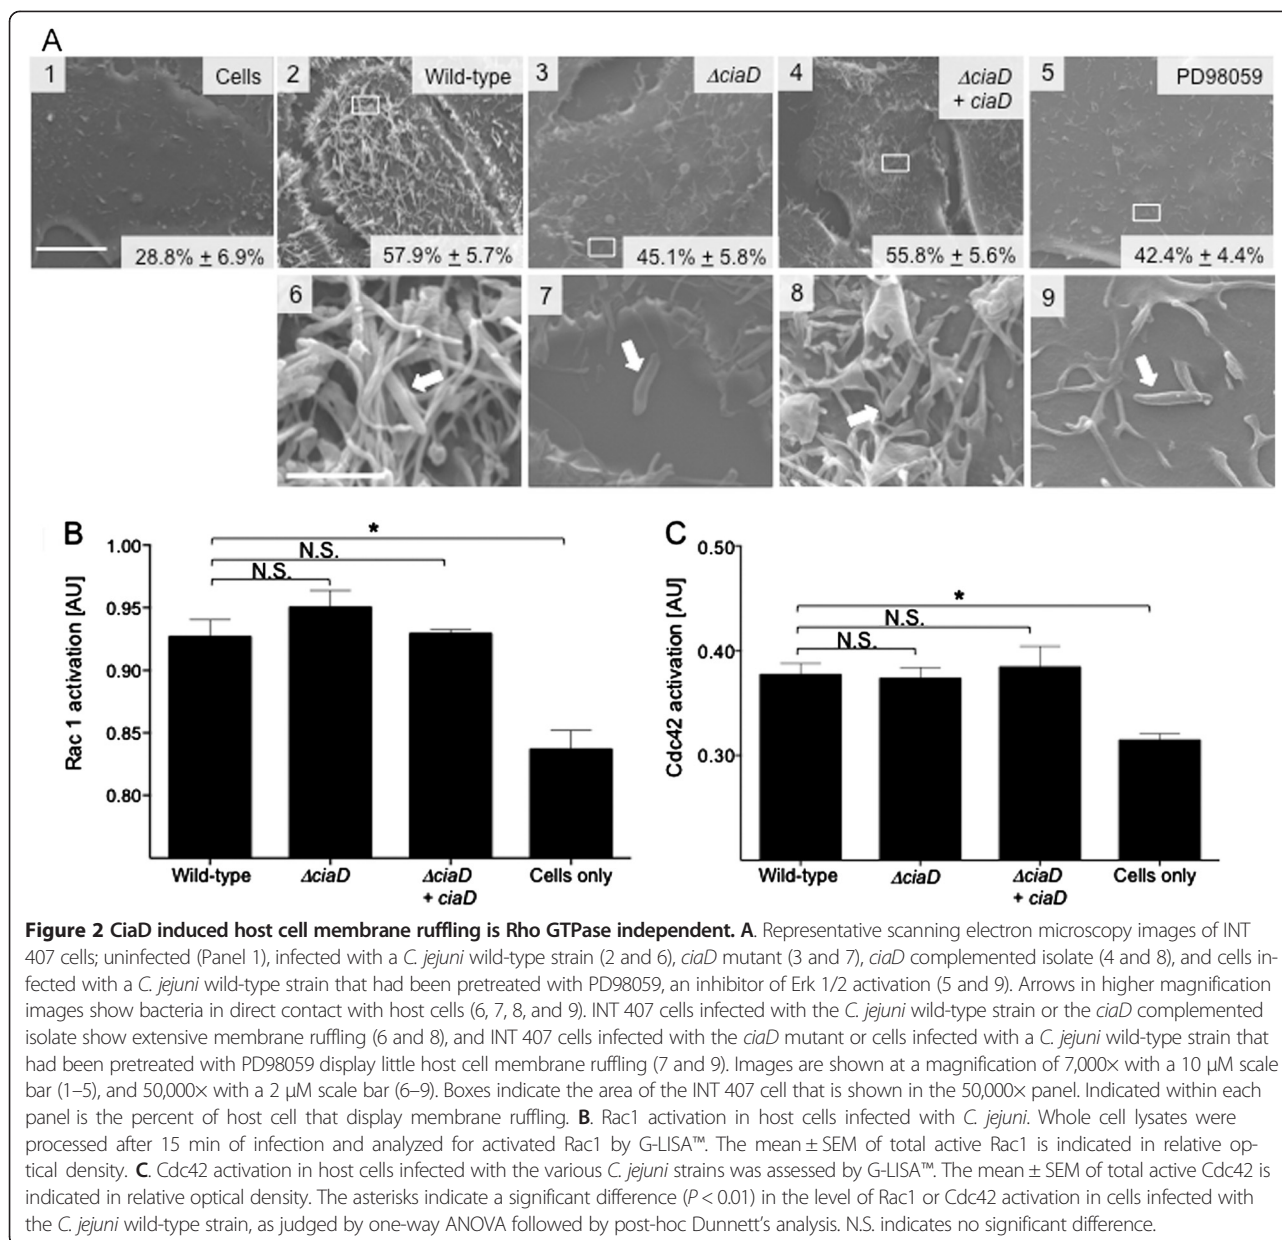 A
1 Cells
2 Wild-type
3 ΔciaD
4 ΔciaD
+ ciaD
5 PD98059
28.8% ± 6.9%
57.9% ± 5.7%
45.1% ± 5.8%
55.8% ± 5.6%
42.4% ± 4.4%
6
7
8
9
B
*
N.S.
N.S.
1.00
0.95
0.90
0.85
0.80
Rac 1 activation [AU]
Wild-type ΔciaD ΔciaD Cells only
+ ciaD
C
*
N.S.
N.S.
0.50
0.40
0.30
Cdc42 activation [AU]
Wild-type ΔciaD ΔciaD Cells only
+ ciaD
Figure 2 CiaD induced host cell membrane ruffling is Rho GTPase independent. A. Representative scanning electron microscopy images of INT
407 cells; uninfected (Panel 1), infected with a C. jejuni wild-type strain (2 and 6), ciaD mutant (3 and 7), ciaD complemented isolate (4 and 8), and cells in-
fected with a C. jejuni wild-type strain that had been pretreated with PD98059, an inhibitor of Erk 1/2 activation (5 and 9). Arrows in higher magnification
images show bacteria in direct contact with host cells (6, 7, 8, and 9). INT 407 cells infected with the C. jejuni wild-type strain or the ciaD complemented
isolate show extensive membrane ruffling (6 and 8), and INT 407 cells infected with the ciaD mutant or cells infected with a C. jejuni wild-type strain that
had been pretreated with PD98059 display little host cell membrane ruffling (7 and 9). Images are shown at a magnification of 7,000× with a 10 μM scale
bar (1–5), and 50,000× with a 2 μM scale bar (6–9). Boxes indicate the area of the INT 407 cell that is shown in the 50,000× panel. Indicated within each
panel is the percent of host cell that display membrane ruffling. B. Rac1 activation in host cells infected with C. jejuni. Whole cell lysates were
processed after 15 min of infection and analyzed for activated Rac1 by G-LISA™. The mean ± SEM of total active Rac1 is indicated in relative op-
tical density. C. Cdc42 activation in host cells infected with the various C. jejuni strains was assessed by G-LISA™. The mean ± SEM of total active Cdc42 is
indicated in relative optical density. The asterisks indicate a significant difference (P < 0.01) in the level of Rac1 or Cdc42 activation in cells infected with
the C. jejuni wild-type strain, as judged by one-way ANOVA followed by post-hoc Dunnett’s analysis. N.S. indicates no significant difference.